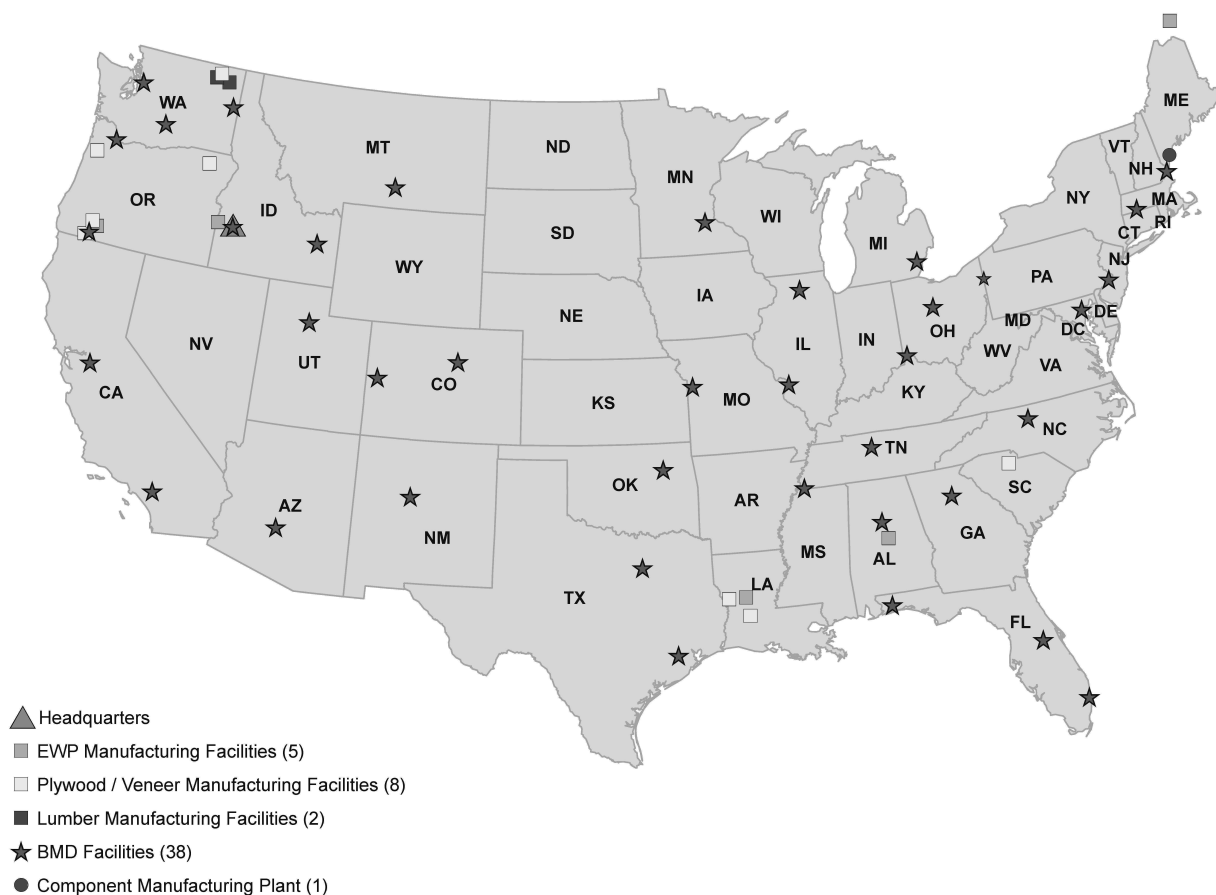 ME
WA
VT
MT
ND
NH
MN
OR
ID
NY
MA
WI
SD
MI
CT
RI
WY
NJ
PA
IA
NE
MD
DE
OH
DC
NV
IN
IL
UT
WV
VA
CO
CA
KY
KS
MO
NC
TN
OK
SC
AR
AZ
GA
NM
MS
AL
LA
TX
FL
Headquarters
EWP Manufacturing Facilities (5)
Plywood / Veneer Manufacturing Facilities (8)
Lumber Manufacturing Facilities (2)
BMD Facilities (38)
Component Manufacturing Plant (1)